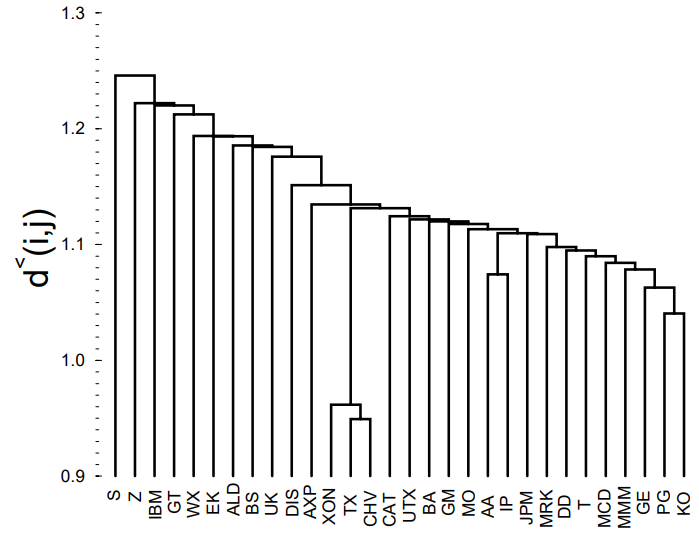 1.3
1.2
1.1
1.0
0.9
d<(i,j)
S Z IBM GT WX EK ALD BS UK DIS AXP XON TX CHV CAT UTX BA GM MO AA IP JPM MRK DD T MCD MMM GE PG KO